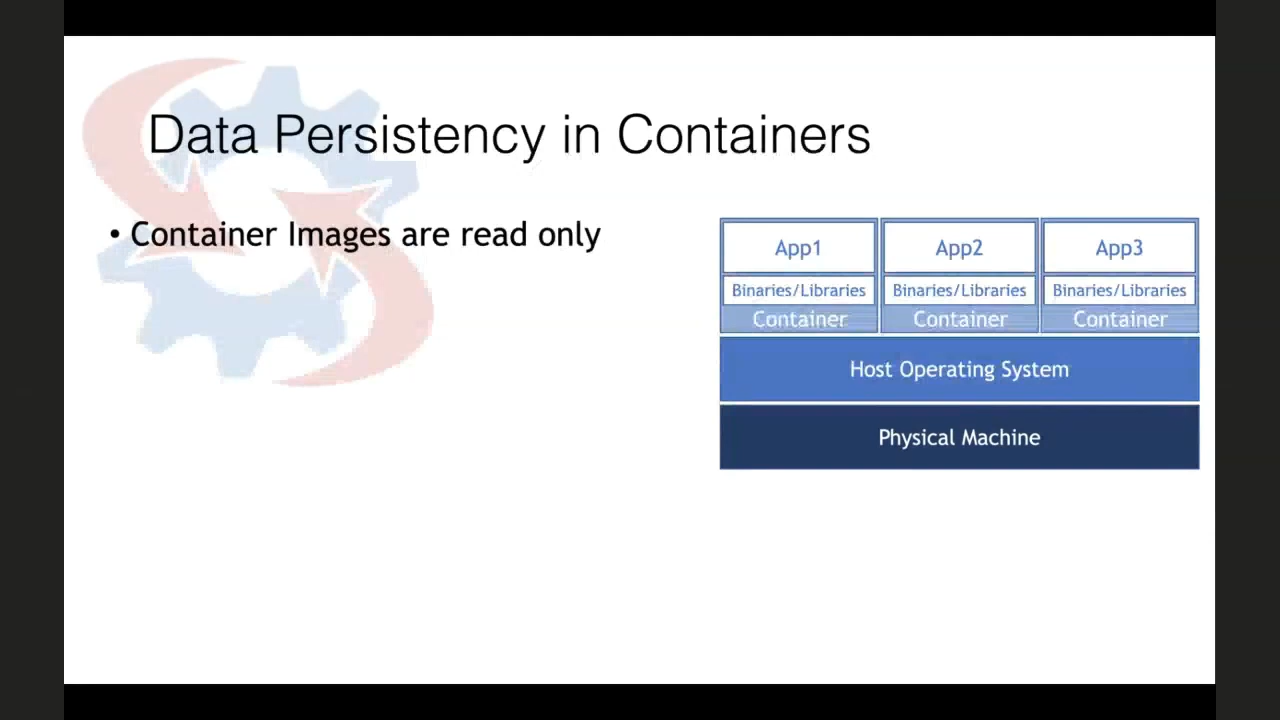 Data Persistency in Containers
• Container Images are read only
App1 App2 App3
Binaries/Libraries Binaries/Libraries Binaries/Libraries
Container Container Container
Host Operating System
Physical Machine